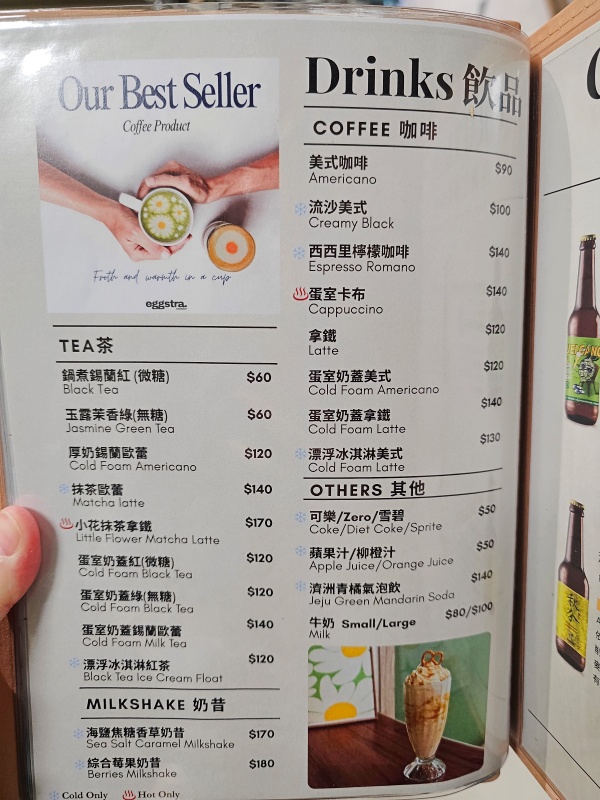 Our Best Seller
Coffee Product
Froth and warmth in a cup
eggstra.
TEA茶
鍋煮錫蘭紅 (微糖) $60
Black Tea
玉露茉香綠(無糖) $60
Jasmine Green Tea
厚奶錫蘭歐蕾 $120
Cold Foam Americano
抹茶歐蕾 $140
Matcha latte
小花抹茶拿鐵 $170
Little Flower Matcha Latte
蛋室奶蓋紅(微糖) $120
Cold Foam Black Tea
蛋室奶蓋綠(無糖) $120
Cold Foam Black Tea
蛋室奶蓋錫蘭歐蕾 $140
Cold Foam Milk Tea
漂浮冰淇淋紅茶 $120
Black Tea Ice Cream Float
MILKSHAKE 奶昔
海鹽焦糖香草奶昔 $170
Sea Salt Caramel Milkshake
綜合莓果奶昔 $180
Berries Milkshake
Cold Only Hot Only
Drinks 飲品
COFFEE 咖啡
美式咖啡 $90
Americano
流沙美式 $100
Creamy Black
西西里檸檬咖啡 $140
Espresso Romano
蛋室卡布 $140
Cappuccino
拿鐵 $120
Latte
蛋室奶蓋美式 $120
Cold Foam Americano
蛋室奶蓋拿鐵 $140
Cold Foam Latte
漂浮冰淇淋美式 $130
Cold Foam Latte
OTHERS 其他
可樂/Zero/雪碧 $50
Coke/Diet Coke/Sprite
蘋果汁/柳橙汁 $50
Apple Juice/Orange Juice
濟洲青橘氣泡飲 $140
Jeju Green Mandarin Soda
牛奶 Small/Large $80/$100
Milk